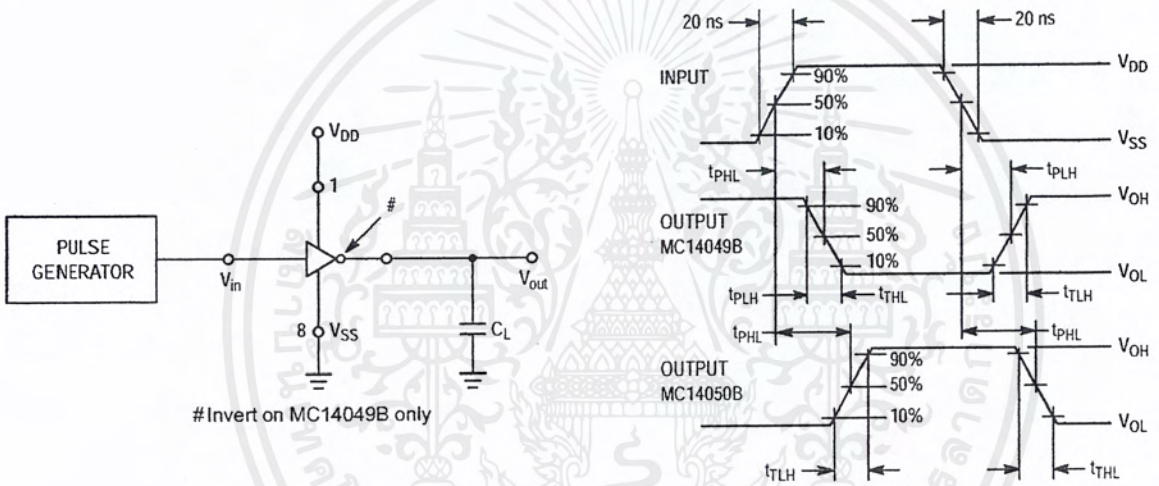 V_DD
1
#
PULSE
GENERATOR
V_in
V_out
8
V_SS
C_L
#Invert on MC14049B only
20 ns
20 ns
INPUT
90%
50%
10%
V_DD
V_SS
t_PHL
t_PLH
OUTPUT
MC14049B
90%
50%
10%
V_OH
V_OL
t_PLH
t_THL
t_TLH
t_PHL
t_PHL
OUTPUT
MC14050B
90%
50%
10%
V_OH
V_OL
t_TLH
t_THL